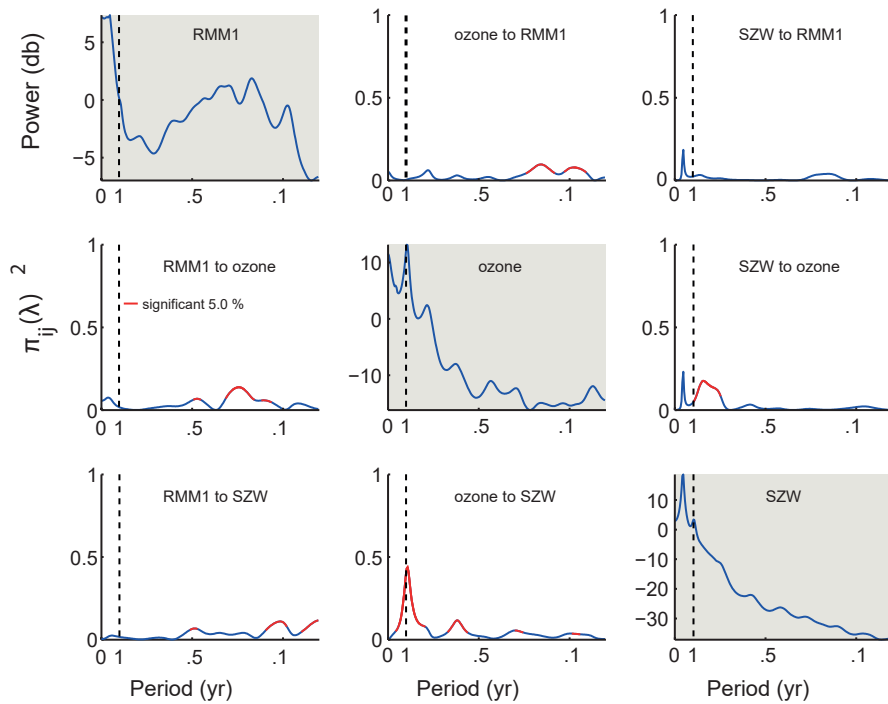 RMM1
ozone to RMM1
SZW to RMM1
Power (db)
5
0
−5
0 1 .5 .1
1
0.5
0
0 1 .5 .1
1
0.5
0
0 1 .5 .1
RMM1 to ozone
significant 5.0 %
ozone
SZW to ozone
π_ij(λ) 2
1
0.5
0
0 1 .5 .1
10
0
−10
0 1 .5 .1
1
0.5
0
0 1 .5 .1
RMM1 to SZW
ozone to SZW
SZW
1
0.5
0
0 1 .5 .1
1
0.5
0
0 1 .5 .1
10
0
−10
−20
−30
0 1 .5 .1
Period (yr)
Period (yr)
Period (yr)